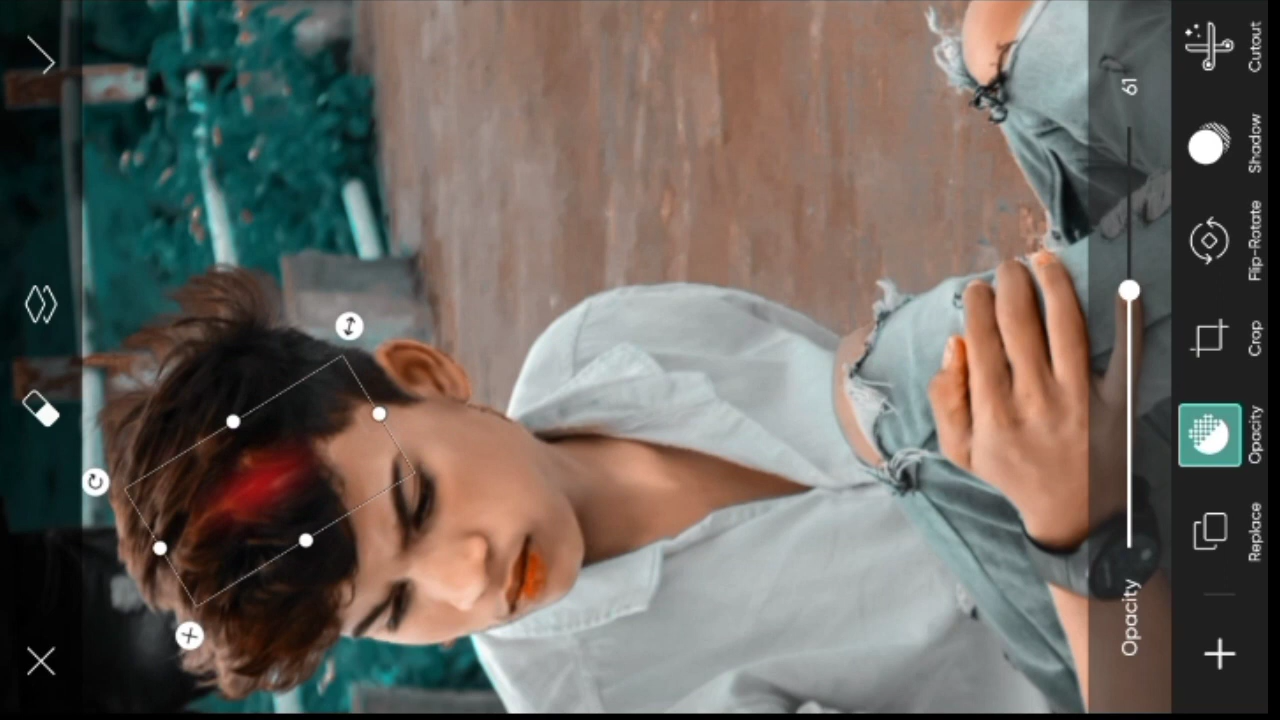 Opacity 61
Replace
Opacity
Crop
Flip-Rotate
Shadow
Cutout